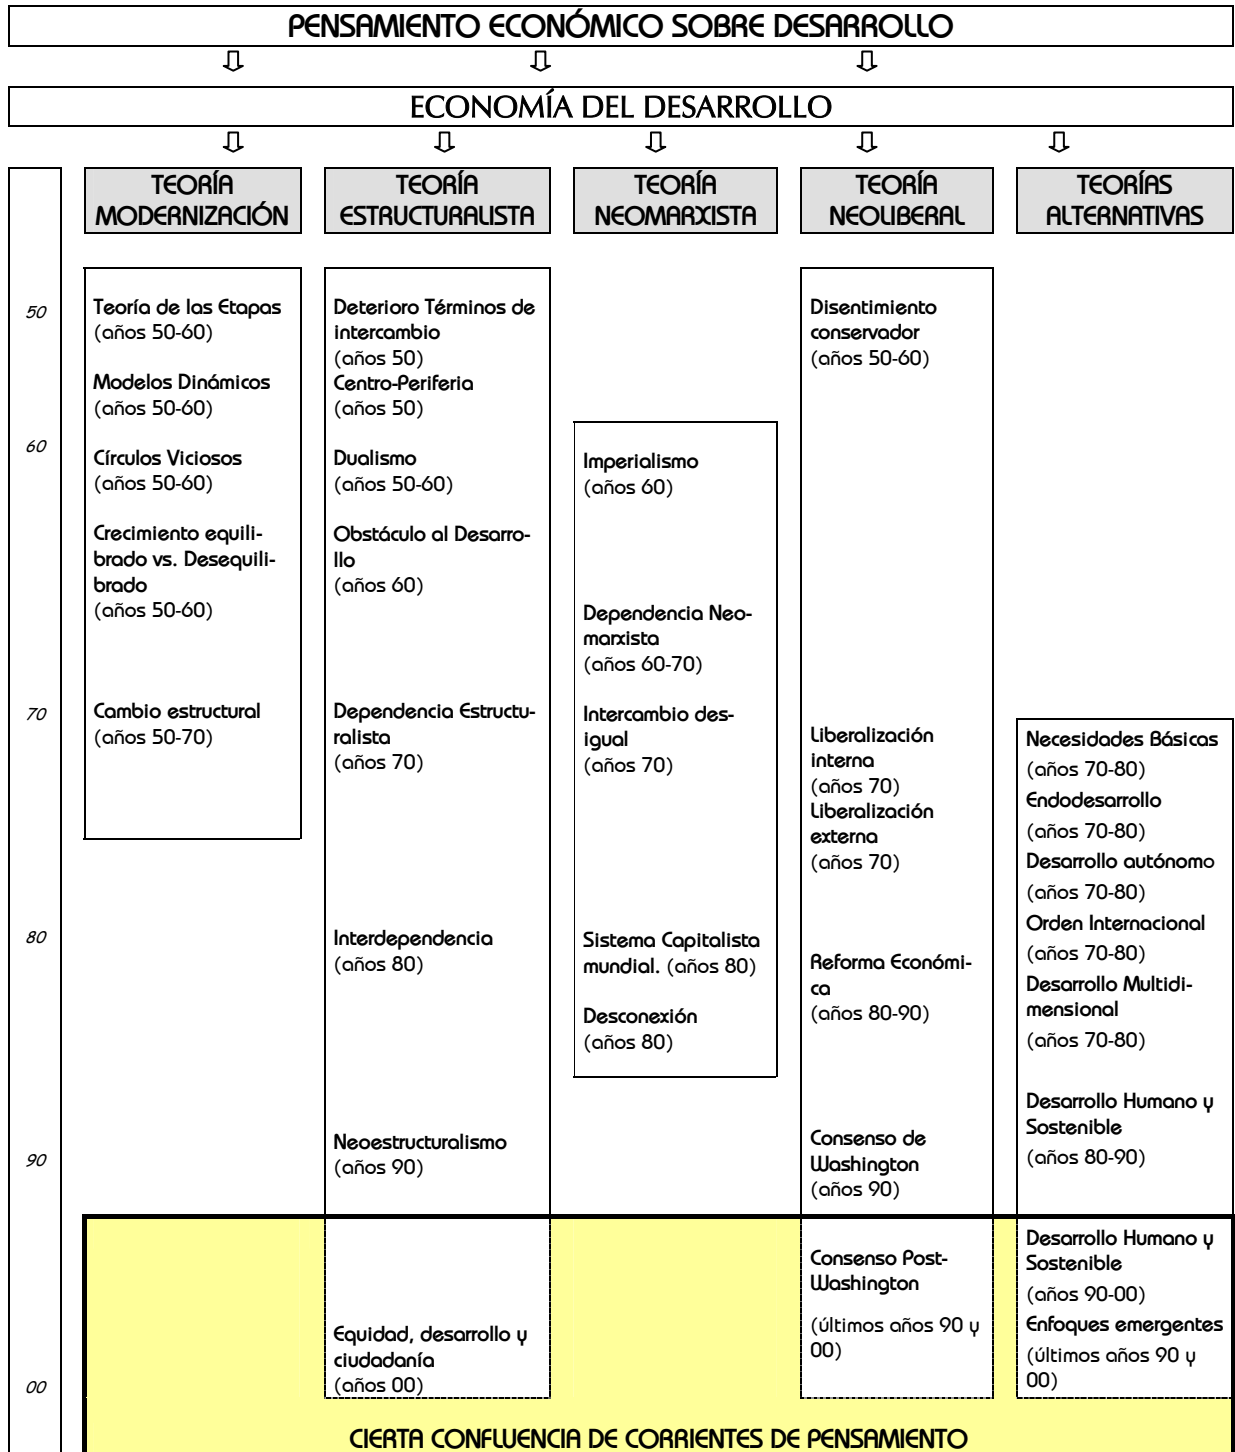 PENSAMIENTO ECONÓMICO SOBRE DESARROLLO
ECONOMÍA DEL DESARROLLO
TEORÍA
MODERNIZACIÓN
TEORÍA
ESTRUCTURALISTA
TEORÍA
NEOMARXISTA
TEORÍA
NEOLIBERAL
TEORÍAS
ALTERNATIVAS
50
60
70
80
90
00
Teoría de las Etapas
(años 50-60)
Modelos Dinámicos
(años 50-60)
Círculos Viciosos
(años 50-60)
Crecimiento equili-
brado vs. Desequili-
brado
(años 50-60)
Cambio estructural
(años 50-70)
Deterioro Términos de
intercambio
(años 50)
Centro-Periferia
(años 50)
Dualismo
(años 50-60)
Obstáculo al Desarro-
llo
(años 60)
Dependencia Estructu-
ralista
(años 70)
Interdependencia
(años 80)
Neoestructuralismo
(años 90)
Equidad, desarrollo y
ciudadanía
(años 00)
Imperialismo
(años 60)
Dependencia Neo-
marxista
(años 60-70)
Intercambio des-
igual
(años 70)
Sistema Capitalista
mundial. (años 80)
Desconexión
(años 80)
Disentimiento
conservador
(años 50-60)
Liberalización
interna
(años 70)
Liberalización
externa
(años 70)
Reforma Económi-
ca
(años 80-90)
Consenso de
Washington
(años 90)
Consenso Post-
Washington
(últimos años 90 y
00)
Necesidades Básicas
(años 70-80)
Endodesarrollo
(años 70-80)
Desarrollo autónomo
(años 70-80)
Orden Internacional
(años 70-80)
Desarrollo Multidi-
mensional
(años 70-80)
Desarrollo Humano y
Sostenible
(años 80-90)
Desarrollo Humano y
Sostenible
(años 90-00)
Enfoques emergentes
(últimos años 90 y
00)
CIERTA CONFLUENCIA DE CORRIENTES DE PENSAMIENTO